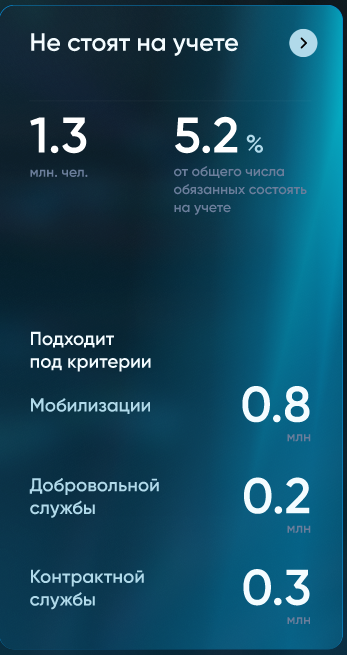 Не стоят на учете
1.3
млн. чел.
5.2 %
от общего числа
обязанных состоять
на учете
Подходит
под критерии
Мобилизации
0.8
млн
Добровольной
службы
0.2
млн
Контрактной
службы
0.3
млн